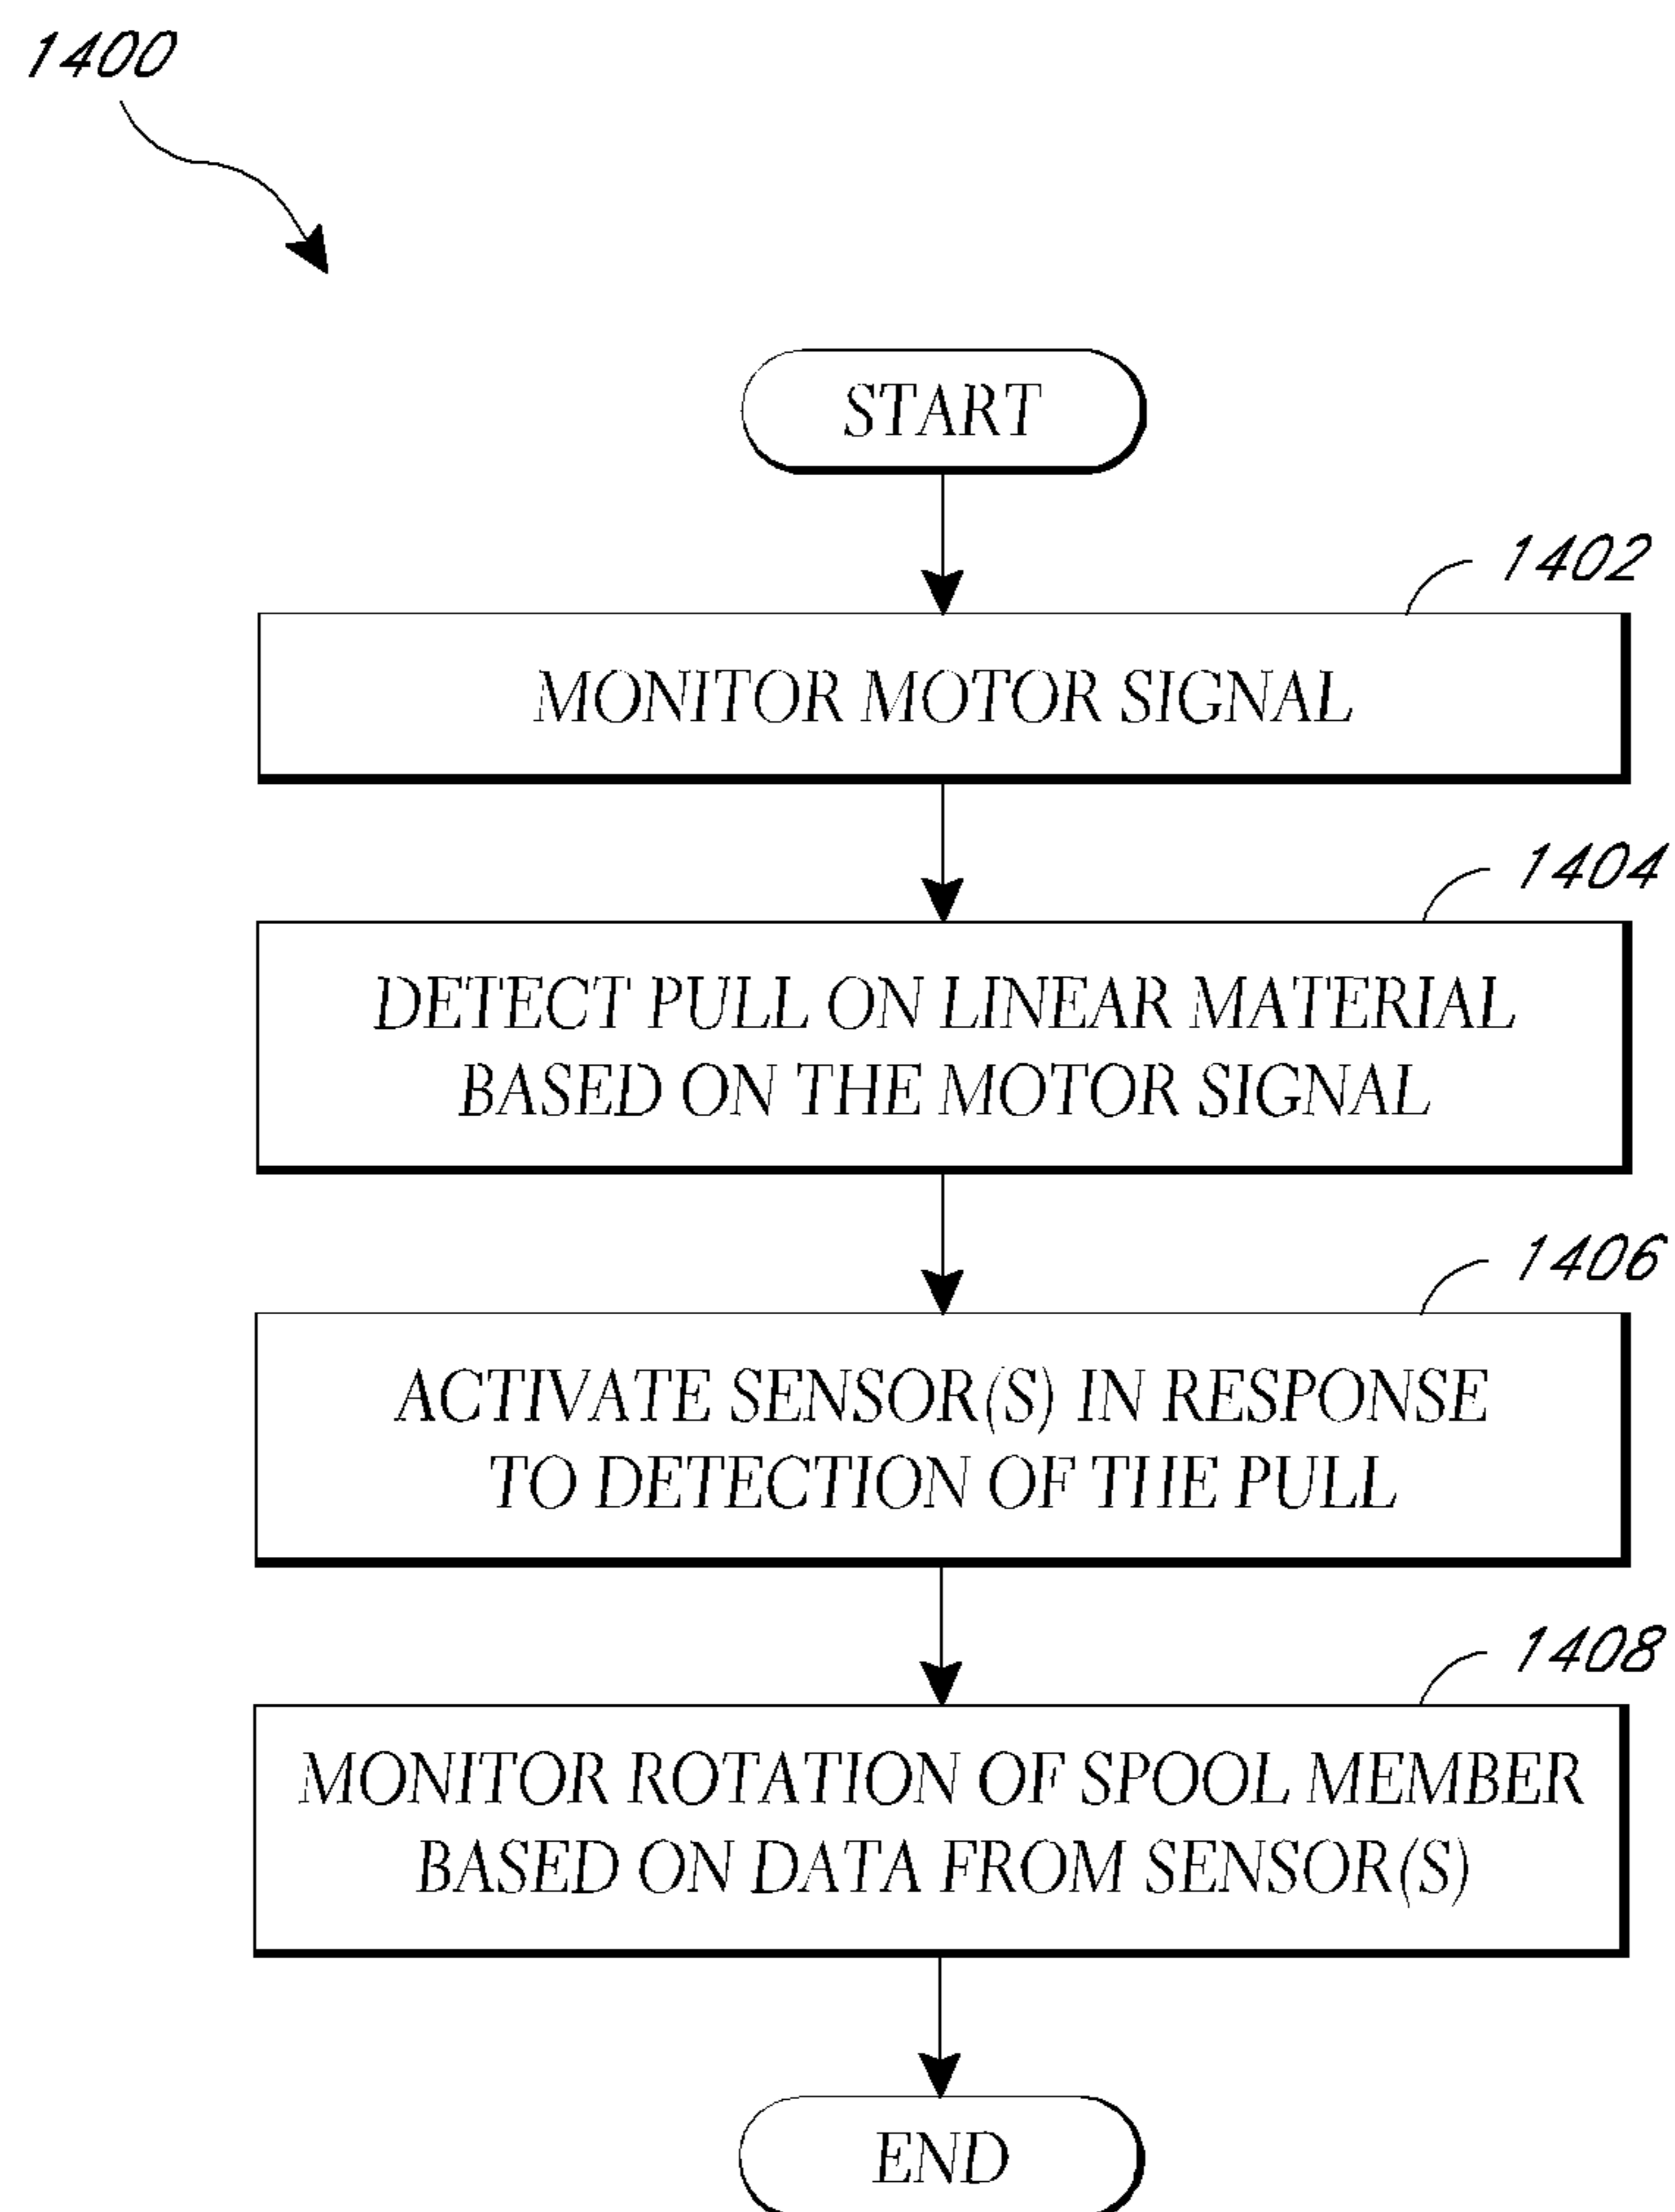 1400
START
1402
MONITOR MOTOR SIGNAL
1404
DETECT PULL ON LINEAR MATERIAL
BASED ON THE MOTOR SIGNAL
1406
ACTIVATE SENSOR(S) IN RESPONSE
TO DETECTION OF THE PULL
1408
MONITOR ROTATION OF SPOOL MEMBER
BASED ON DATA FROM SENSOR(S)
END